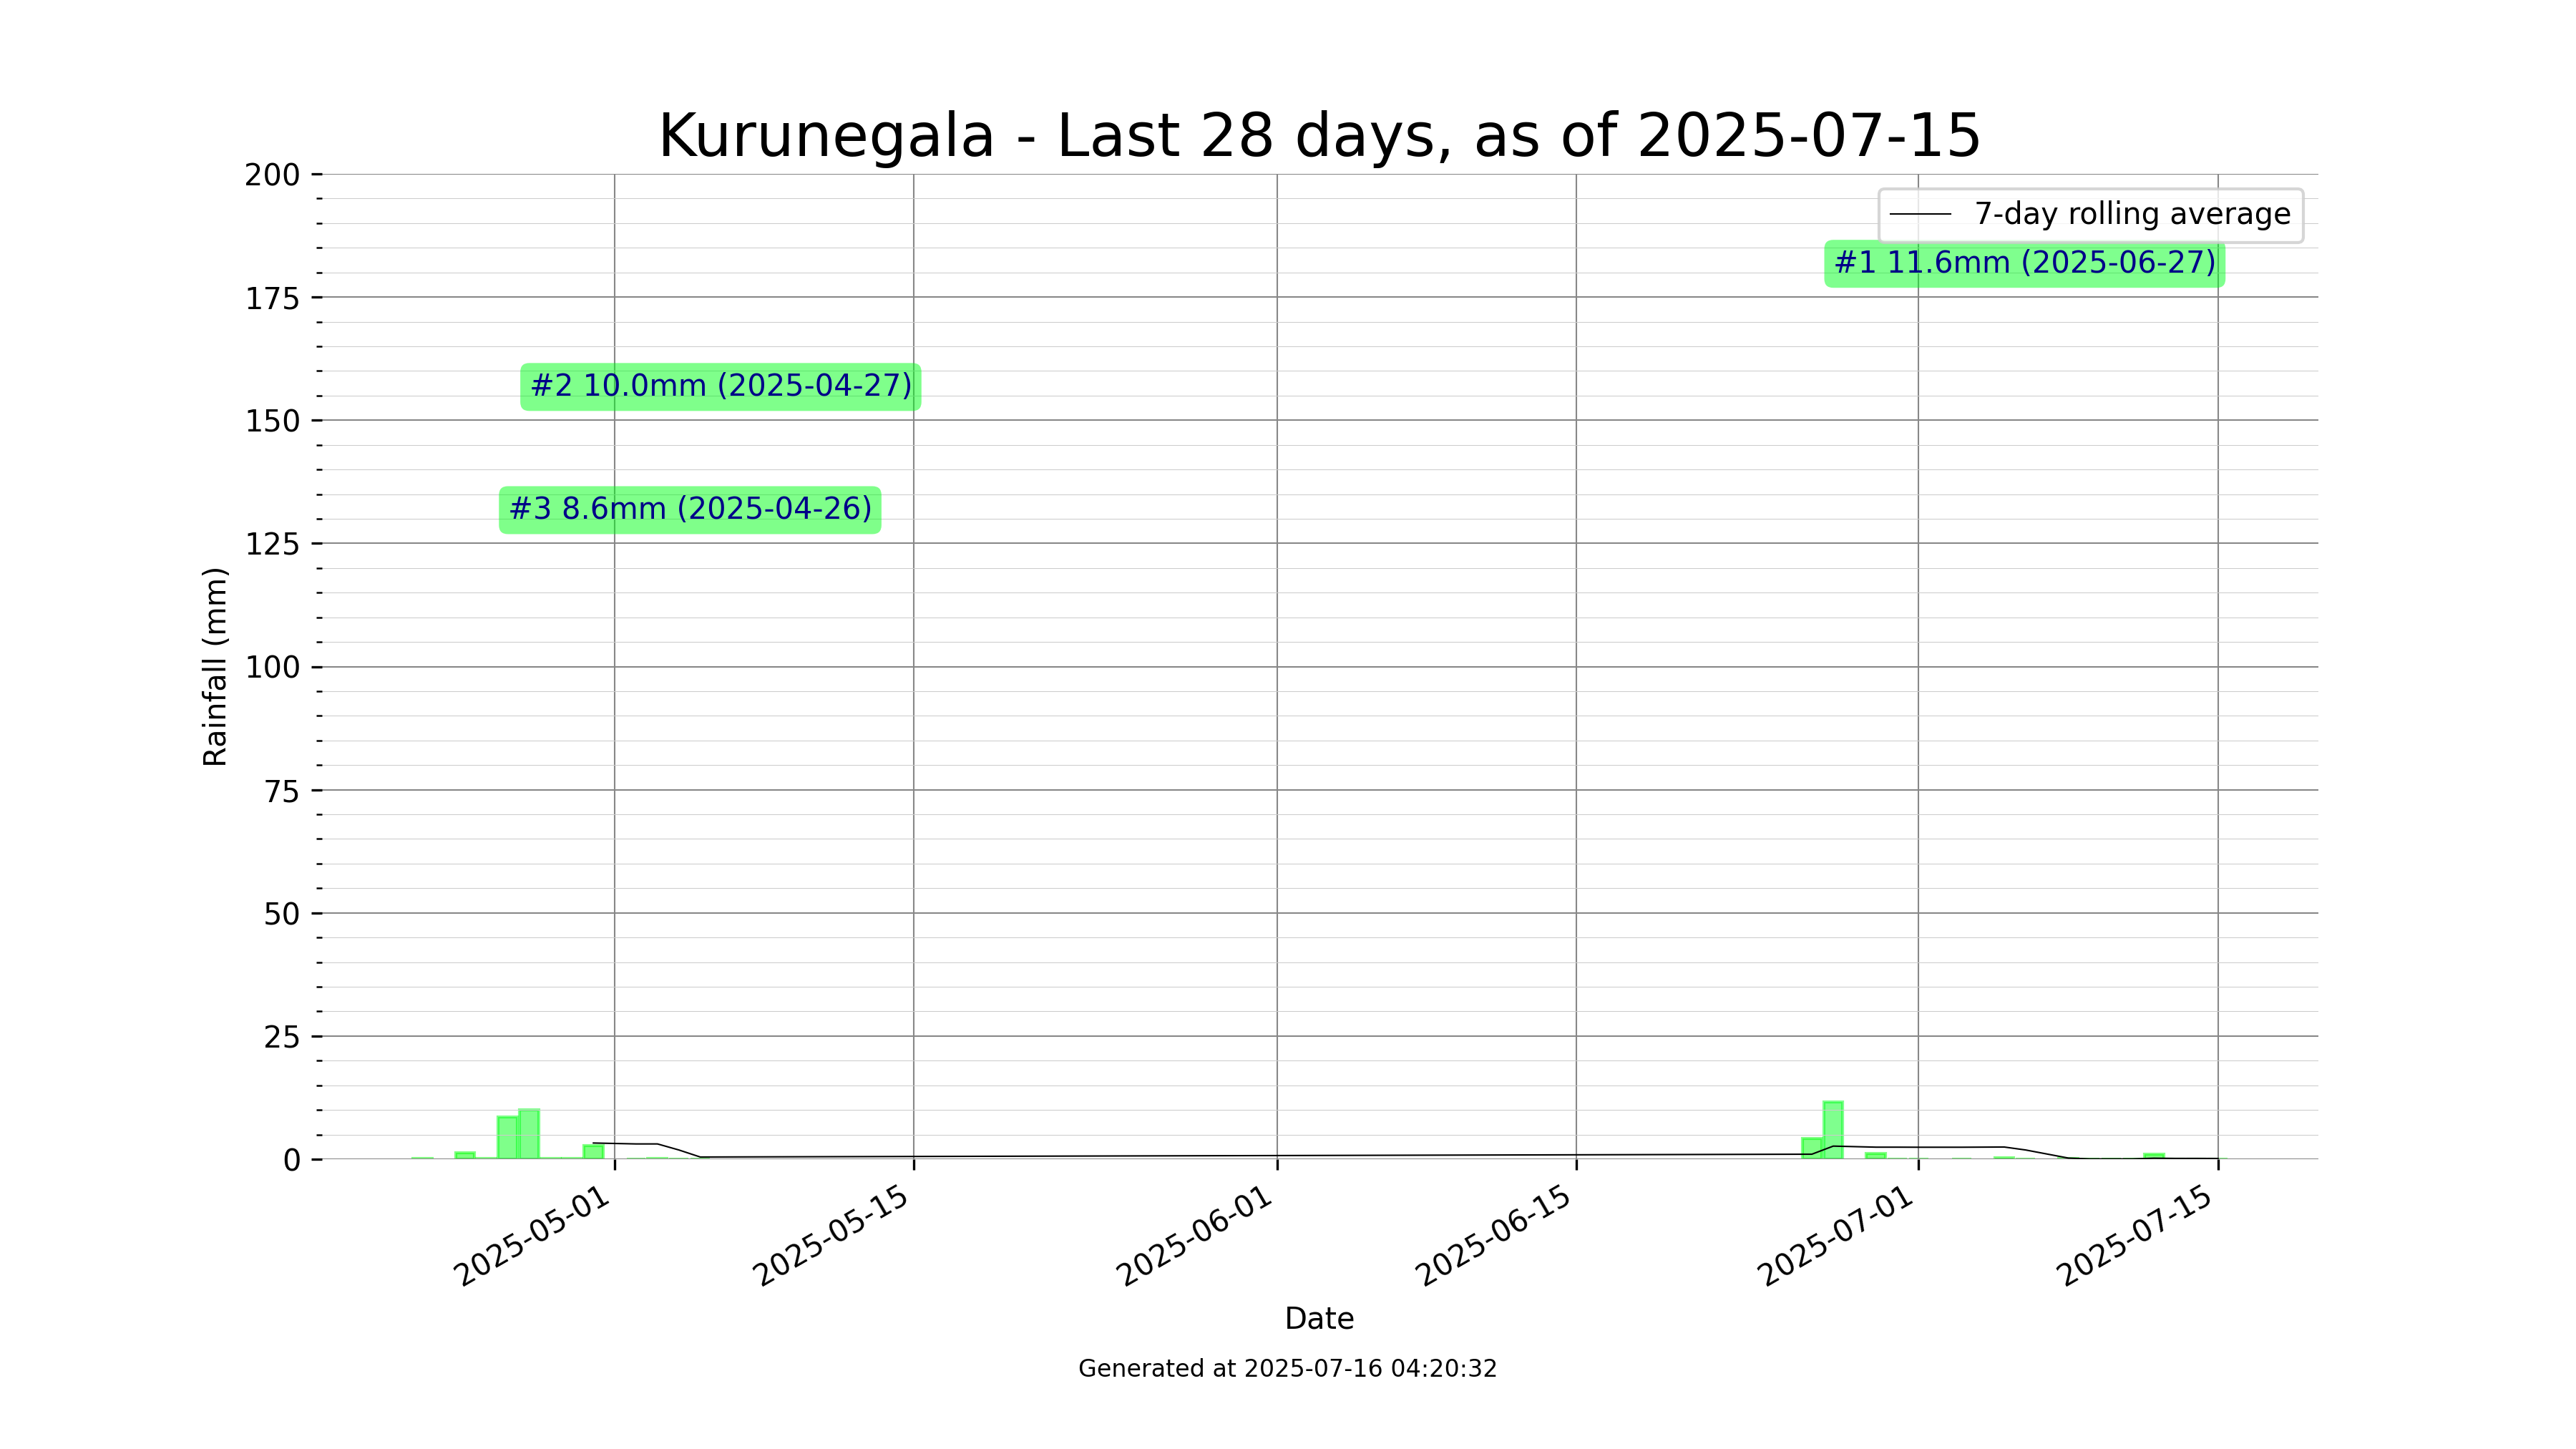 Kurunegala - Last 28 days, as of 2025-07-15
200
175
150
125
100
75
50
25
0
Rainfall (mm)
7-day rolling average
#1 11.6mm (2025-06-27)
#2 10.0mm (2025-04-27)
#3 8.6mm (2025-04-26)
2025-05-01
2025-05-15
2025-06-01
2025-06-15
2025-07-01
2025-07-15
Date
Generated at 2025-07-16 04:20:32